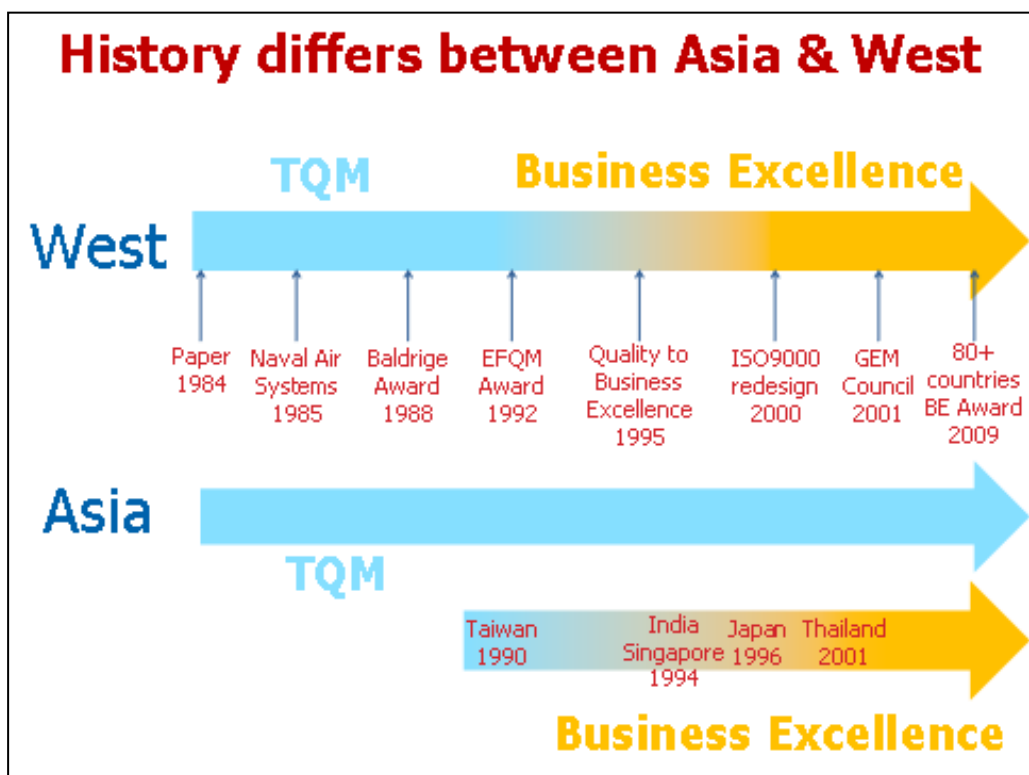 History differs between Asia & West
TQM
Business Excellence
West
Paper
1984
Naval Air
Systems
1985
Baldrige
Award
1988
EFQM
Award
1992
Quality to
Business
Excellence
1995
ISO9000
redesign
2000
GEM
Council
2001
80+
countries
BE Award
2009
Asia
TQM
Taiwan
1990
India
Singapore
1994
Japan
1996
Thailand
2001
Business Excellence